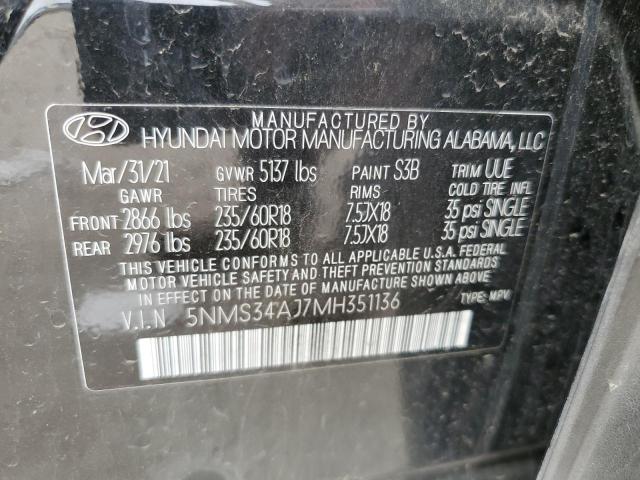 MANUFACTURED BY
HYUNDAI MOTOR MANUFACTURING ALABAMA, LLC
Mar/31/21 GVWR 5137 lbs PAINT S3B TRIM UUE
GAWR TIRES RIMS COLD TIRE INFL
FRONT 2866 lbs 235/60R18 7.5JX18 35 psi SINGLE
REAR 2976 lbs 235/60R18 7.5JX18 35 psi SINGLE
THIS VEHICLE CONFORMS TO ALL APPLICABLE U.S.A. FEDERAL
MOTOR VEHICLE SAFETY AND THEFT PREVENTION STANDARDS
IN EFFECT ON THE DATE OF MANUFACTURE SHOWN ABOVE.
V.I.N 5NMS34AJ7MH351136 TYPE: MPV